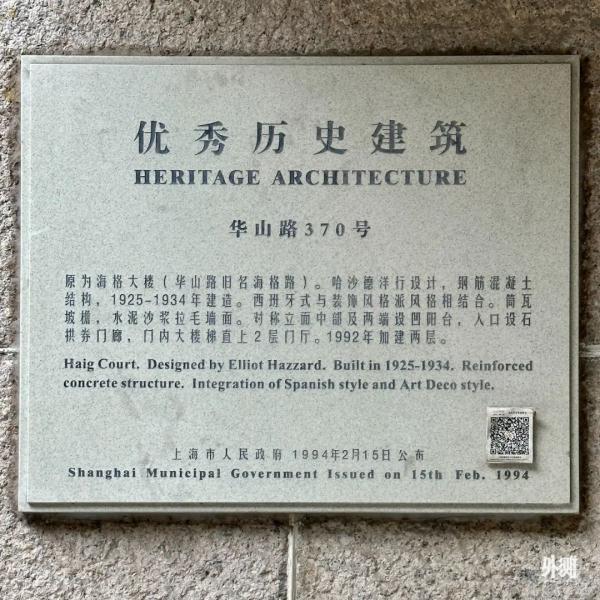 优秀历史建筑
HERITAGE ARCHITECTURE
华山路370号
原为海格大楼（华山路旧名海格路）。哈沙德洋行设计，钢筋混凝土
结构，1925-1934年建造。西班牙式与装饰风格派风格相结合。筒瓦
坡檐，水泥沙浆拉毛墙面。对称立面中部及两端设凹阳台，入口设石
拱券门廊，门内大楼梯直上2层门厅。1992年加建两层。
Haig Court. Designed by Elliot Hazzard. Built in 1925-1934. Reinforced
concrete structure. Integration of Spanish style and Art Deco style.
上海市人民政府 1994年2月15日公布
Shanghai Municipal Government Issued on 15th Feb. 1994
外滩